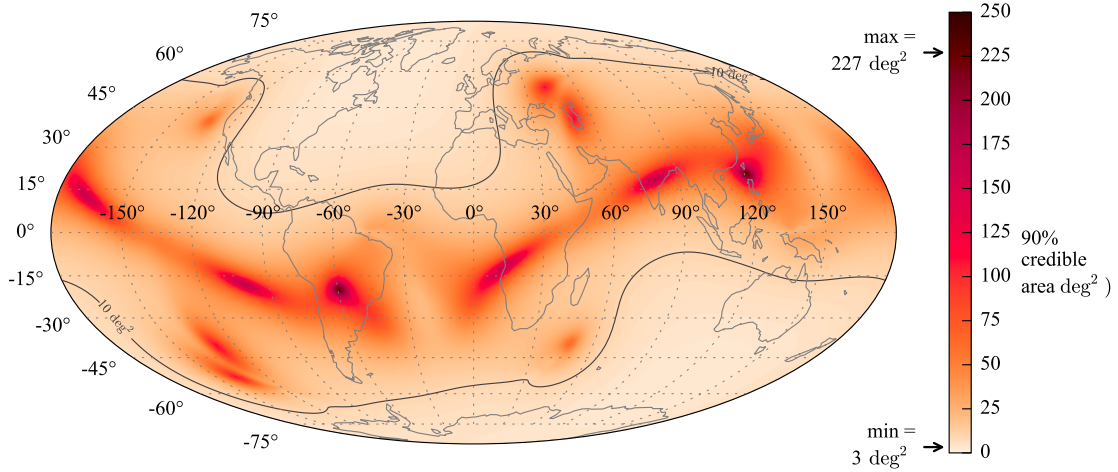 75°
60°
45°
30°
15°
0°
-15°
-30°
-45°
-60°
-75°
-150° -120° -90° -60° -30° 0° 30° 60° 90° 120° 150°
10 deg
10 deg²
max =
227 deg²
min =
3 deg²
250
225
200
175
150
125
100
75
50
25
0
90%
credible
area deg² )